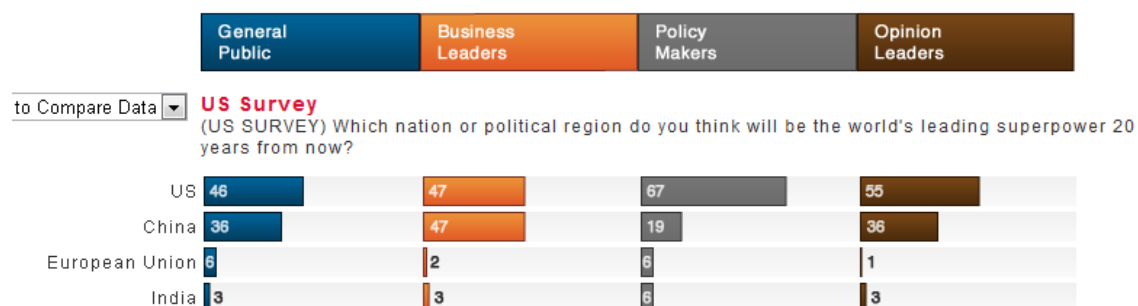 General Public
Business Leaders
Policy Makers
Opinion Leaders
to Compare Data
US Survey
(US SURVEY) Which nation or political region do you think will be the world's leading superpower 20
years from now?
US 46 47 67 55
China 36 47 19 36
European Union 6 2 6 1
India 3 3 6 3